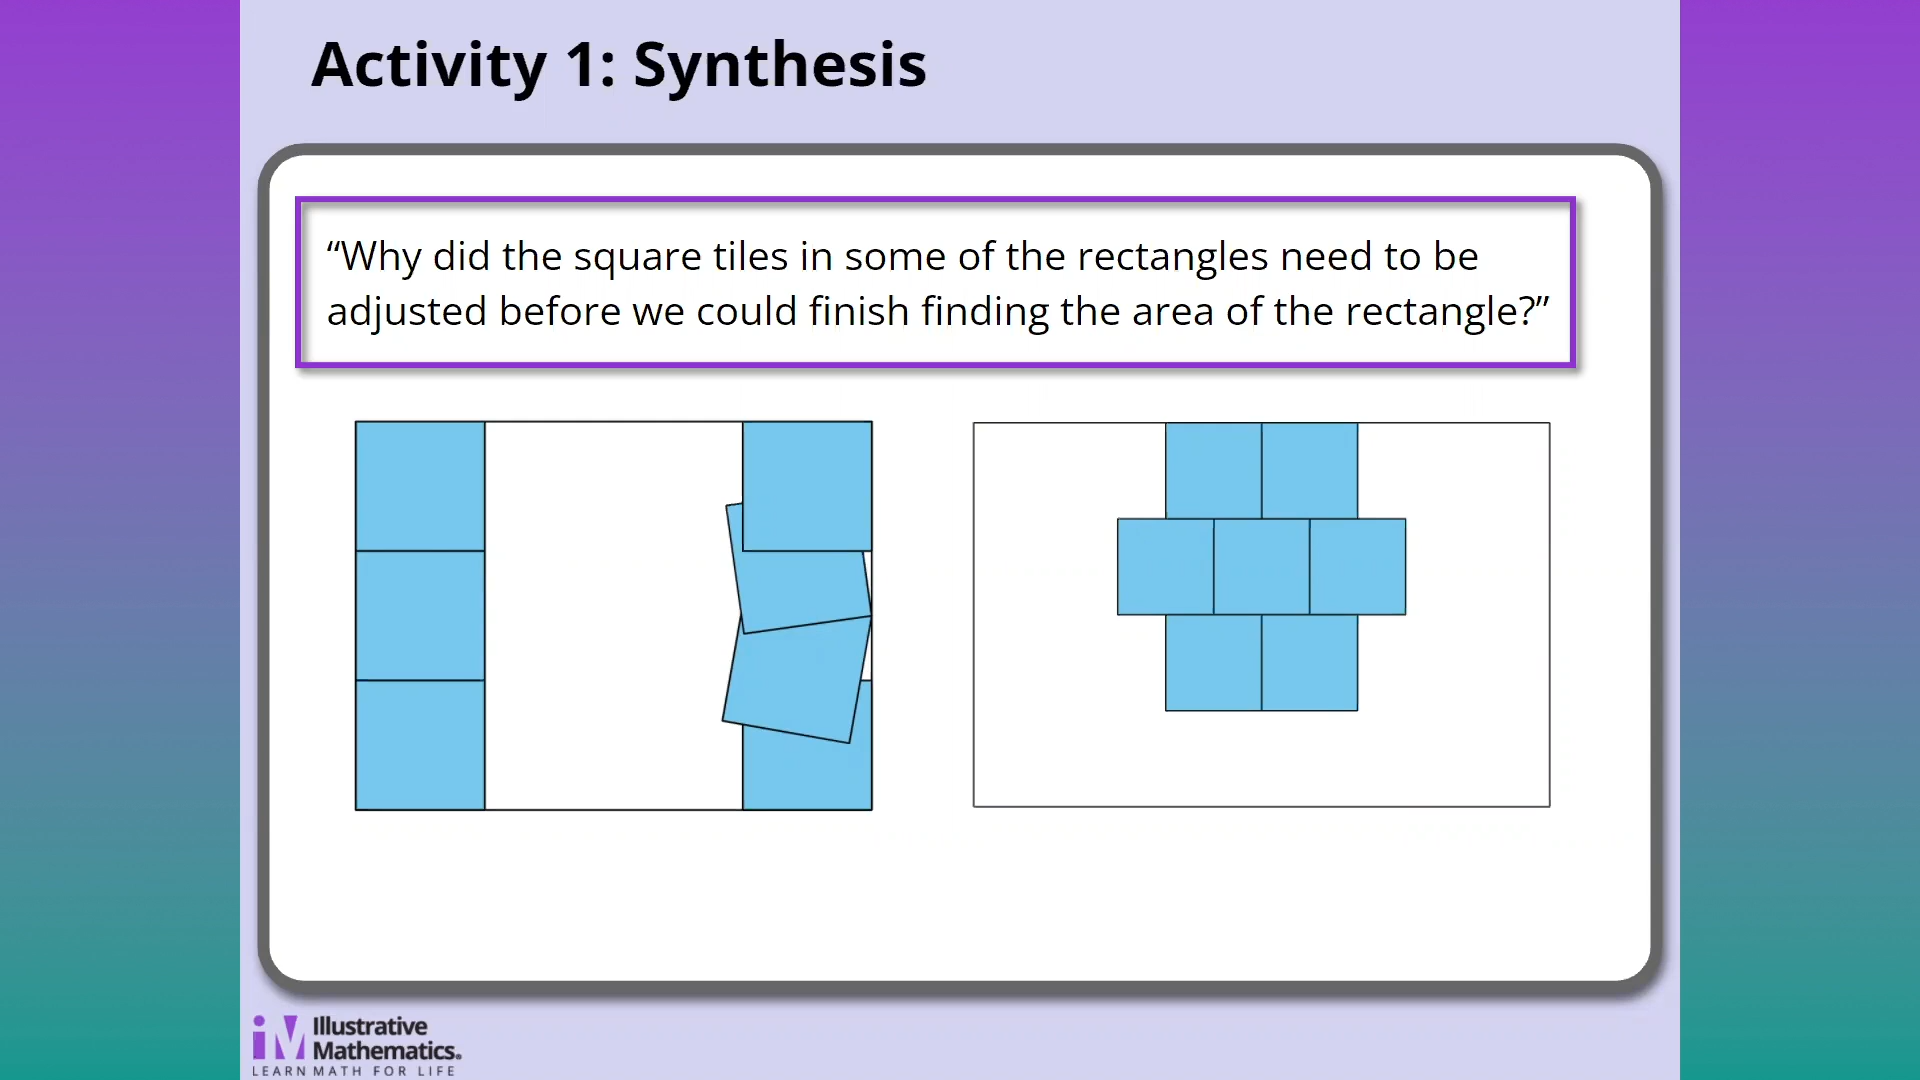 Activity 1: Synthesis
“Why did the square tiles in some of the rectangles need to be
adjusted before we could finish finding the area of the rectangle?”
iM Illustrative
Mathematics®
LEARN MATH FOR LIFE